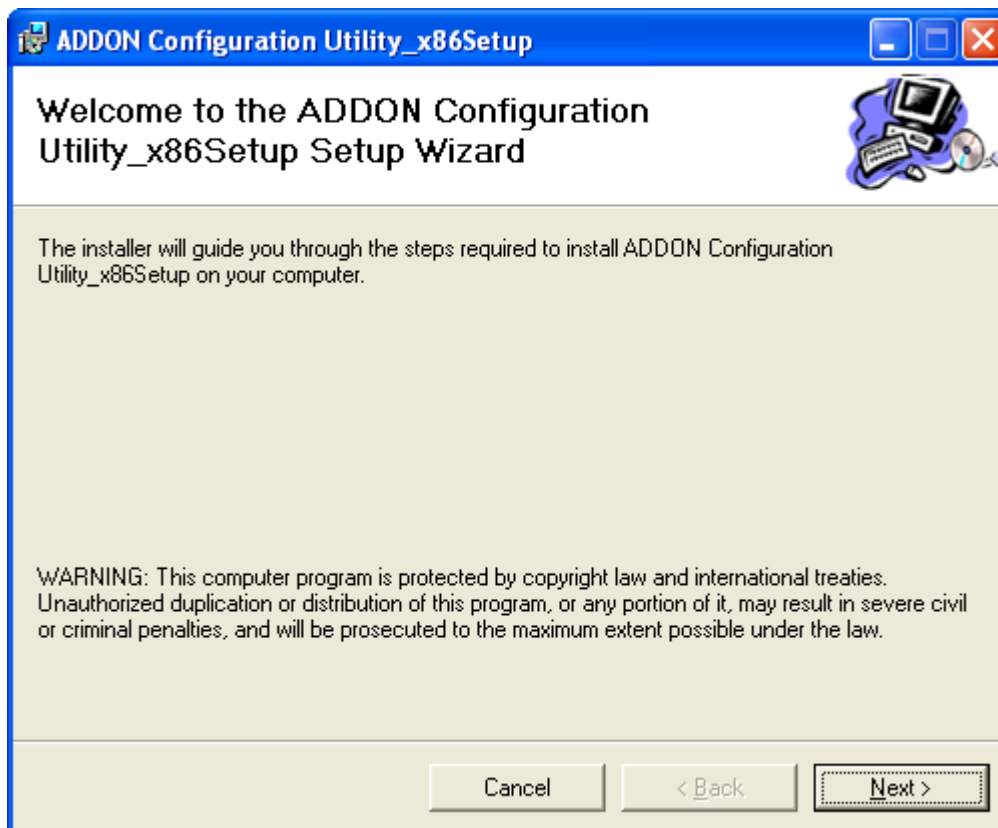 ADDON Configuration Utility_x86Setup
Welcome to the ADDON Configuration
Utility_x86Setup Setup Wizard
The installer will guide you through the steps required to install ADDON Configuration
Utility_x86Setup on your computer.
WARNING: This computer program is protected by copyright law and international treaties.
Unauthorized duplication or distribution of this program, or any portion of it, may result in severe civil
or criminal penalties, and will be prosecuted to the maximum extent possible under the law.
Cancel
< Back
Next >